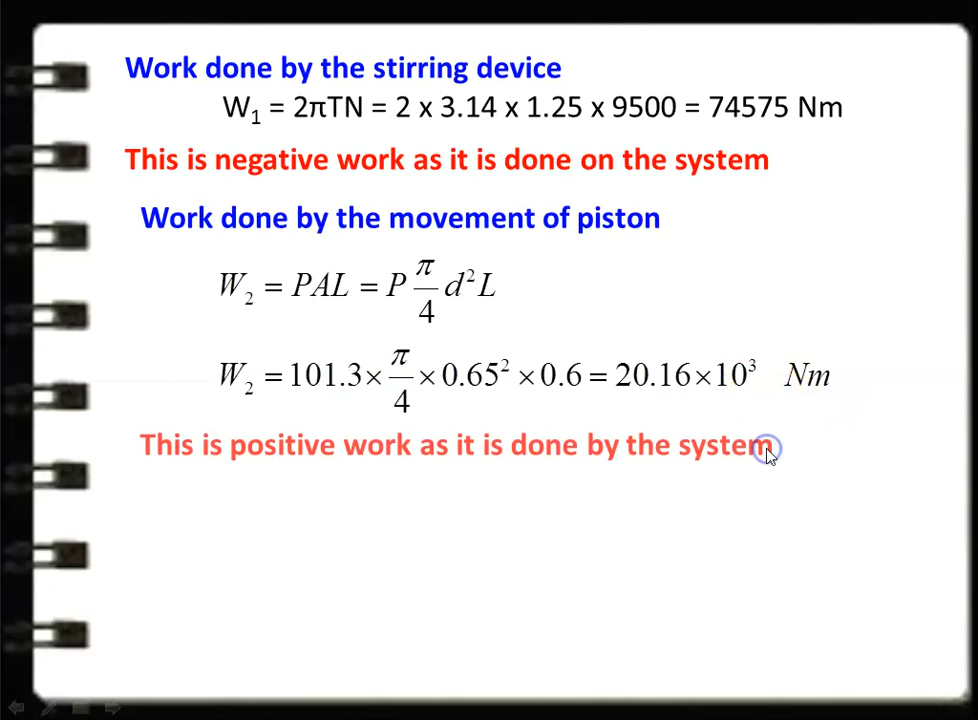 Work done by the stirring device
W₁ = 2πTN = 2 x 3.14 x 1.25 x 9500 = 74575 Nm
This is negative work as it is done on the system
Work done by the movement of piston
W₂ = PAL = P π/4 d²L
W₂ = 101.3 × π/4 × 0.65² × 0.6 = 20.16 × 10³ Nm
This is positive work as it is done by the system